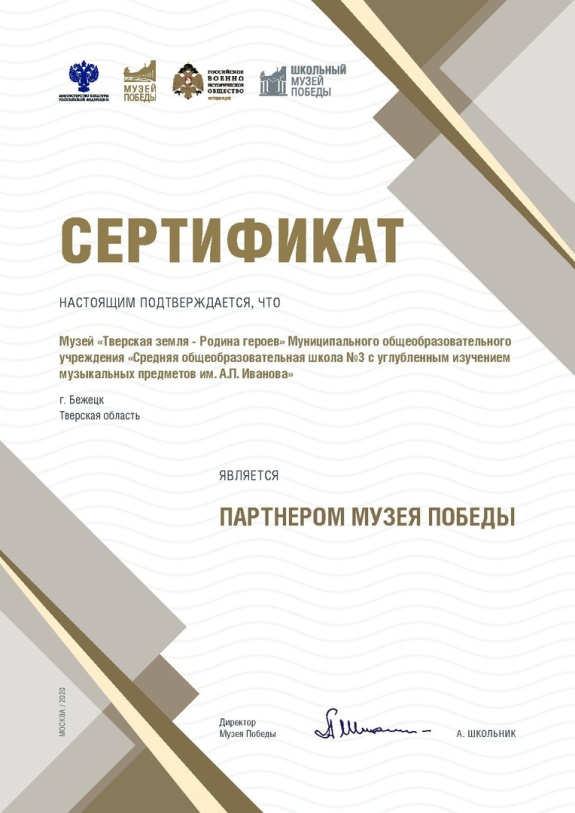 МИНИСТЕРСТВО КУЛЬТУРЫ
РОССИЙСКОЙ ФЕДЕРАЦИИ
МУЗЕЙ
ПОБЕДЫ
РОССИЙСКОЕ
ВОЕННО
ИСТОРИЧЕСКОЕ
ОБЩЕСТВО
ШКОЛЬНЫЙ
МУЗЕЙ
ПОБЕДЫ
СЕРТИФИКАТ
НАСТОЯЩИМ ПОДТВЕРЖДАЕТСЯ, ЧТО
Музей «Тверская земля - Родина героев» Муниципального общеобразовательного
учреждения «Средняя общеобразовательная школа №3 с углубленным изучением
музыкальных предметов им. А.П. Иванова»
г. Бежецк
Тверская область
ЯВЛЯЕТСЯ
ПАРТНЕРОМ МУЗЕЯ ПОБЕДЫ
МОСКВА / 2020
Директор
Музея Победы
А. ШКОЛЬНИК